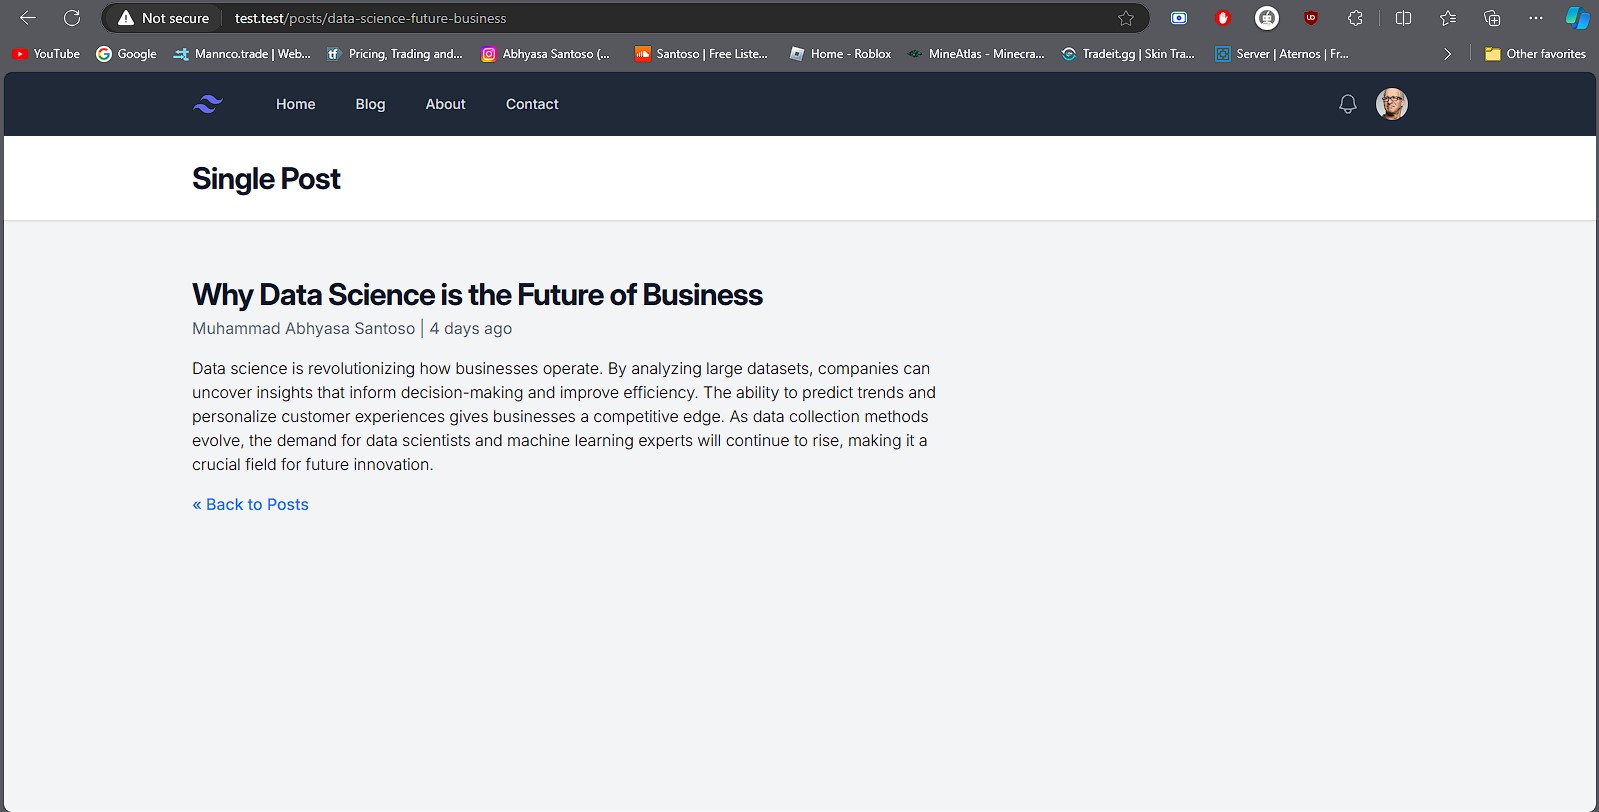 Not secure test.test/posts/data-science-future-business
YouTube Google Mannco.trade | Web... Pricing, Trading and... Abhyasa Santoso (... Santoso | Free Liste... Home - Roblox MineAtlas - Minecra... Tradeit.gg | Skin Tra... Server | Aternos | Fr... Other favorites
Home Blog About Contact
Single Post
Why Data Science is the Future of Business
Muhammad Abhyasa Santoso | 4 days ago
Data science is revolutionizing how businesses operate. By analyzing large datasets, companies can
uncover insights that inform decision-making and improve efficiency. The ability to predict trends and
personalize customer experiences gives businesses a competitive edge. As data collection methods
evolve, the demand for data scientists and machine learning experts will continue to rise, making it a
crucial field for future innovation.
« Back to Posts